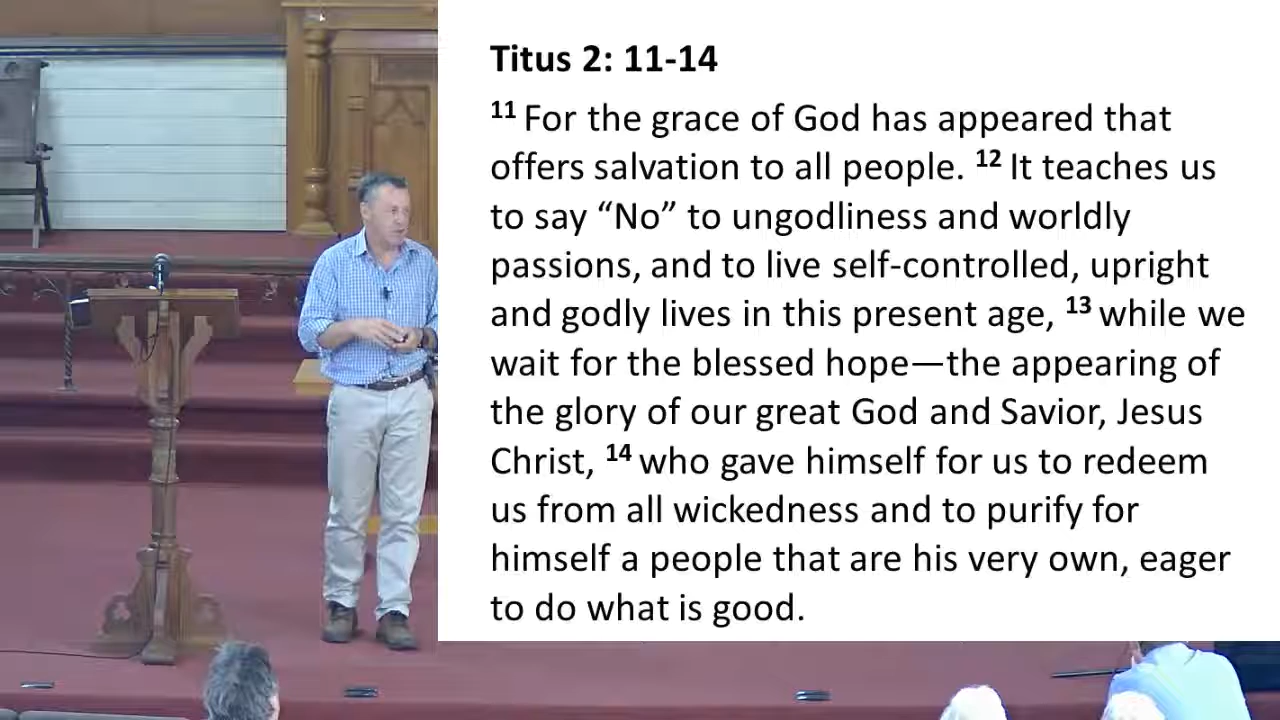 Titus 2: 11-14
11 For the grace of God has appeared that
offers salvation to all people. 12 It teaches us
to say “No” to ungodliness and worldly
passions, and to live self-controlled, upright
and godly lives in this present age, 13 while we
wait for the blessed hope—the appearing of
the glory of our great God and Savior, Jesus
Christ, 14 who gave himself for us to redeem
us from all wickedness and to purify for
himself a people that are his very own, eager
to do what is good.